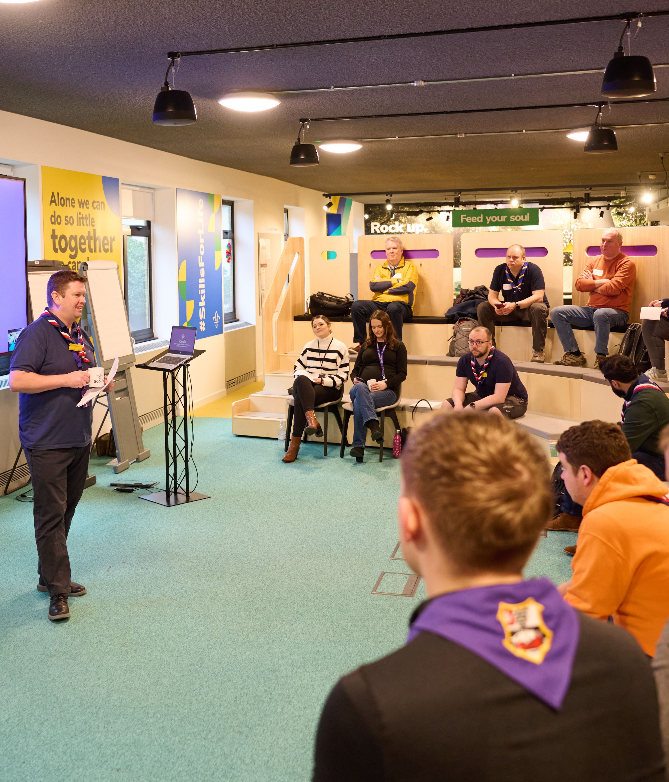 Alone we can
do so little
together
#SkillsForLife
Rock up.
Feed your soul